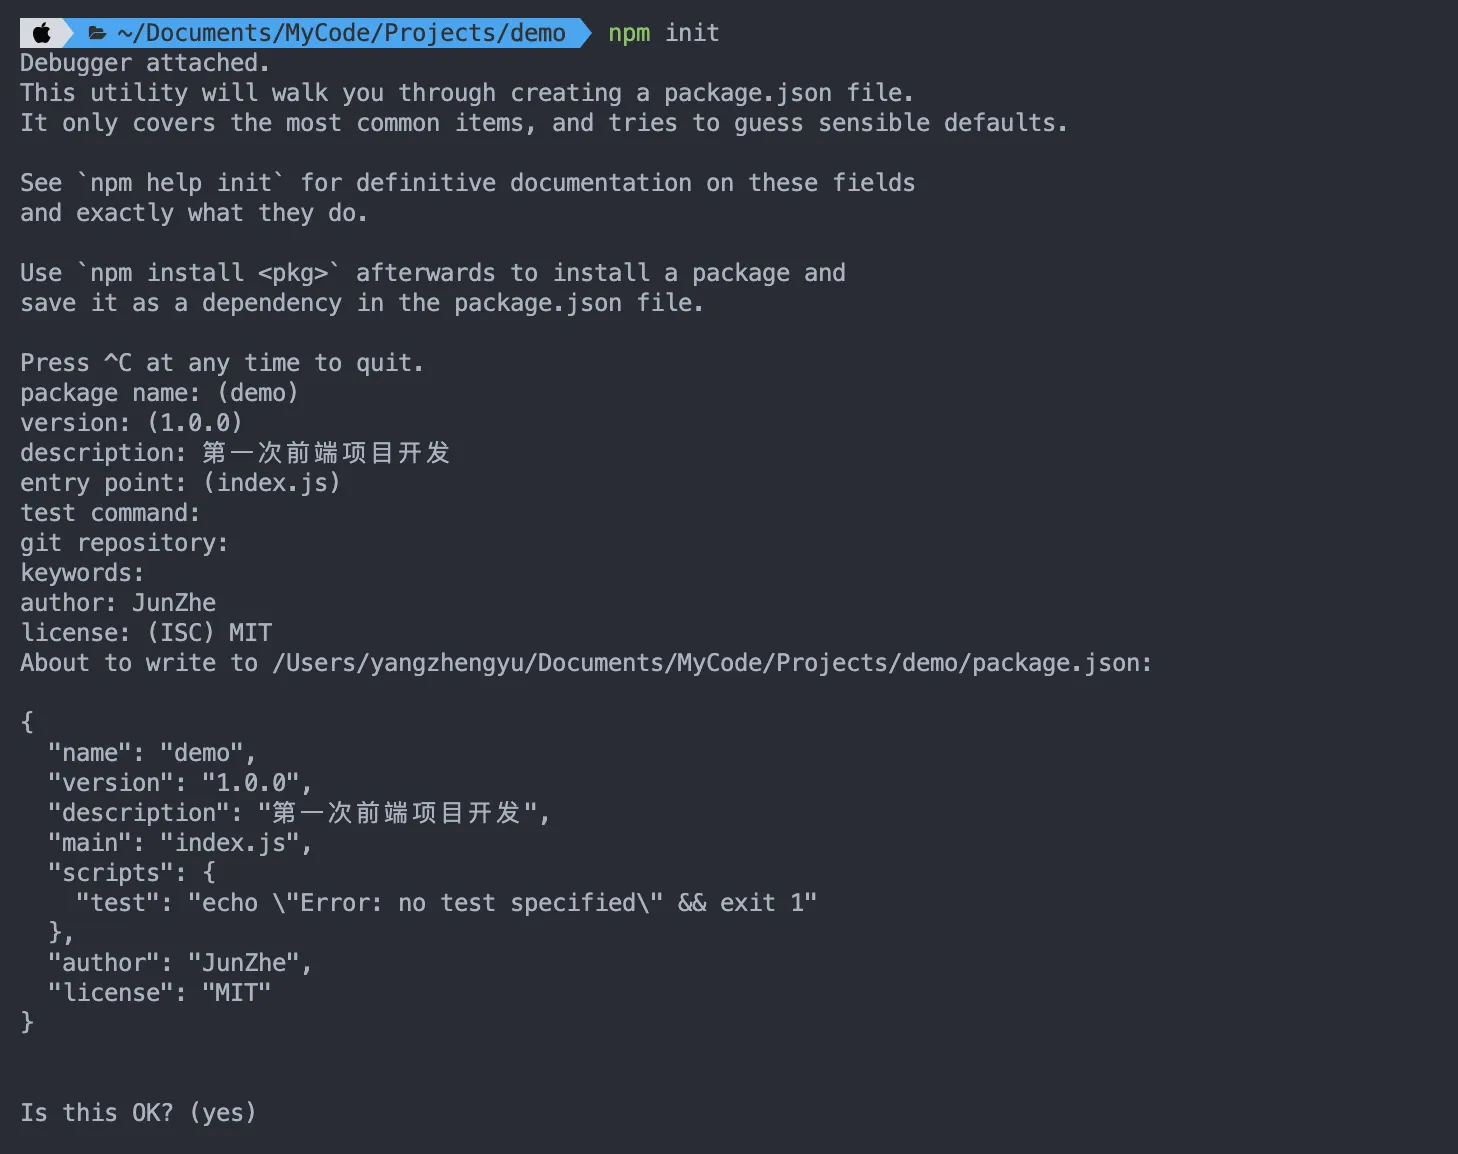 ~/Documents/MyCode/Projects/demo npm init
Debugger attached.
This utility will walk you through creating a package.json file.
It only covers the most common items, and tries to guess sensible defaults.
See `npm help init` for definitive documentation on these fields
and exactly what they do.
Use `npm install <pkg>` afterwards to install a package and
save it as a dependency in the package.json file.
Press ^C at any time to quit.
package name: (demo)
version: (1.0.0)
description: 第一次前端项目开发
entry point: (index.js)
test command:
git repository:
keywords:
author: JunZhe
license: (ISC) MIT
About to write to /Users/yangzhengyu/Documents/MyCode/Projects/demo/package.json:
{
  "name": "demo",
  "version": "1.0.0",
  "description": "第一次前端项目开发",
  "main": "index.js",
  "scripts": {
    "test": "echo \"Error: no test specified\" && exit 1"
  },
  "author": "JunZhe",
  "license": "MIT"
}
Is this OK? (yes)